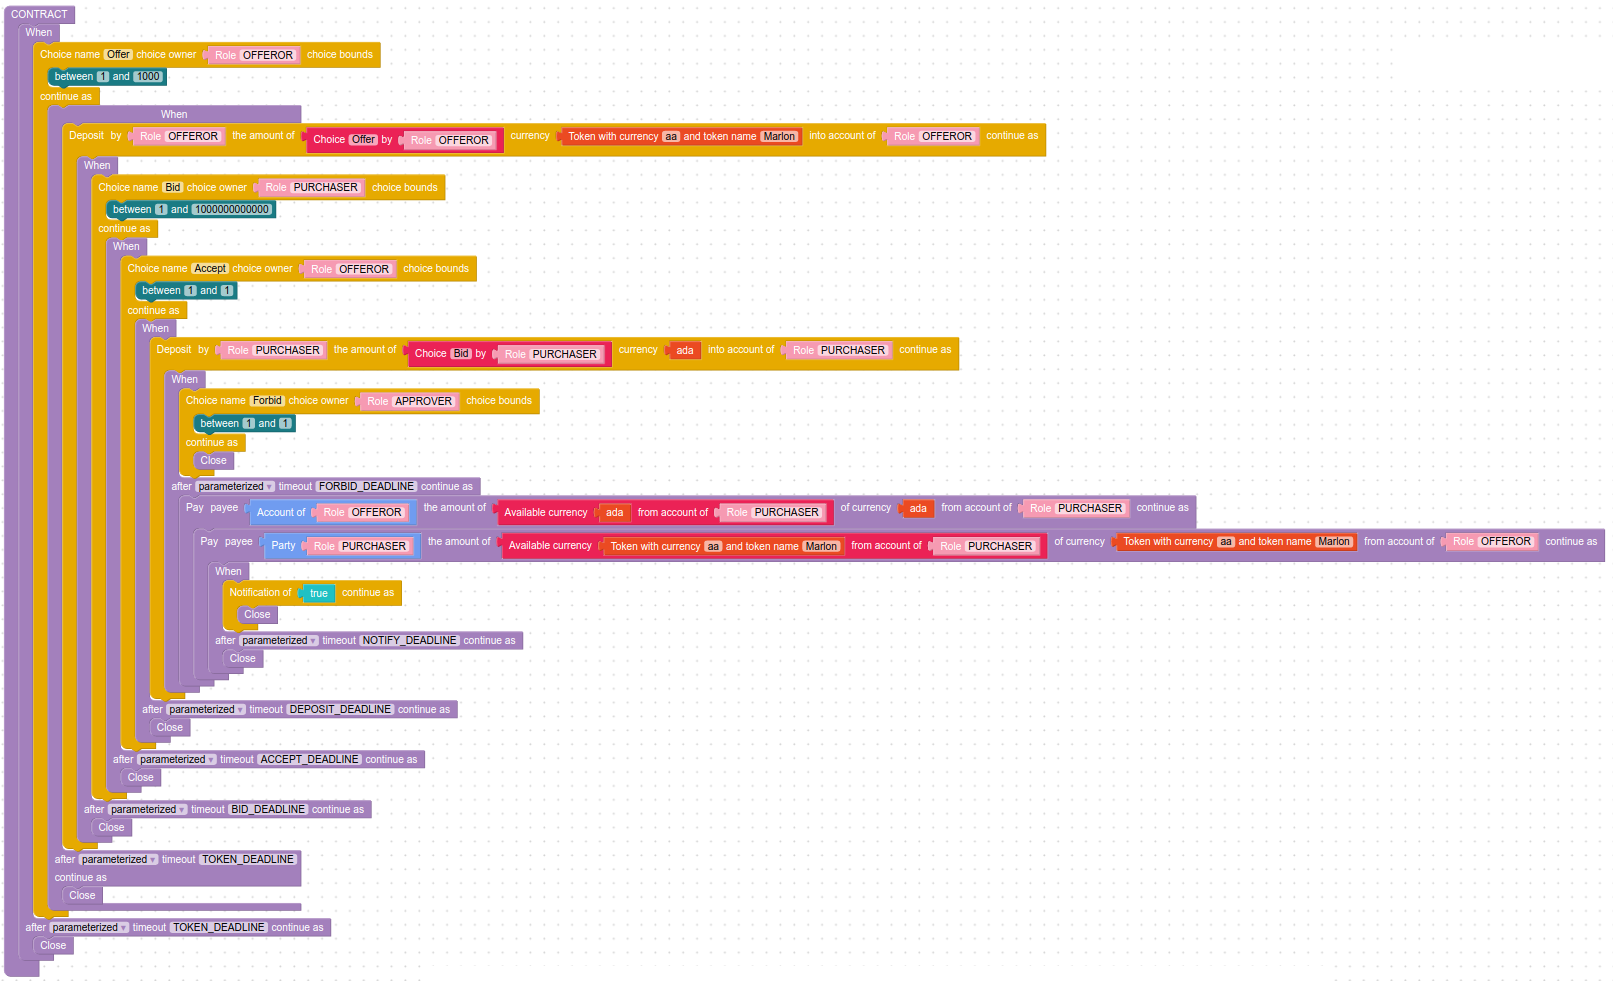 CONTRACT
When
Choice name Offer choice owner Role OFFEROR choice bounds
between 1 and 1000
continue as
When
Deposit by Role OFFEROR the amount of Choice Offer by Role OFFEROR currency Token with currency aa and token name Marlon into account of Role OFFEROR continue as
When
Choice name Bid choice owner Role PURCHASER choice bounds
between 1 and 1000000000000
continue as
When
Choice name Accept choice owner Role OFFEROR choice bounds
between 1 and 1
continue as
When
Deposit by Role PURCHASER the amount of Choice Bid by Role PURCHASER currency ada into account of Role PURCHASER continue as
When
Choice name Forbid choice owner Role APPROVER choice bounds
between 1 and 1
continue as
Close
after parameterized timeout FORBID_DEADLINE continue as
Pay payee Account of Role OFFEROR the amount of Available currency ada from account of Role PURCHASER of currency ada from account of Role PURCHASER continue as
Pay payee Party Role PURCHASER the amount of Available currency Token with currency aa and token name Marlon from account of Role PURCHASER of currency Token with currency aa and token name Marlon from account of Role OFFEROR continue as
When
Notification of true continue as
Close
after parameterized timeout NOTIFY_DEADLINE continue as
Close
after parameterized timeout DEPOSIT_DEADLINE continue as
Close
after parameterized timeout ACCEPT_DEADLINE continue as
Close
after parameterized timeout BID_DEADLINE continue as
Close
after parameterized timeout TOKEN_DEADLINE
continue as
Close
after parameterized timeout TOKEN_DEADLINE continue as
Close